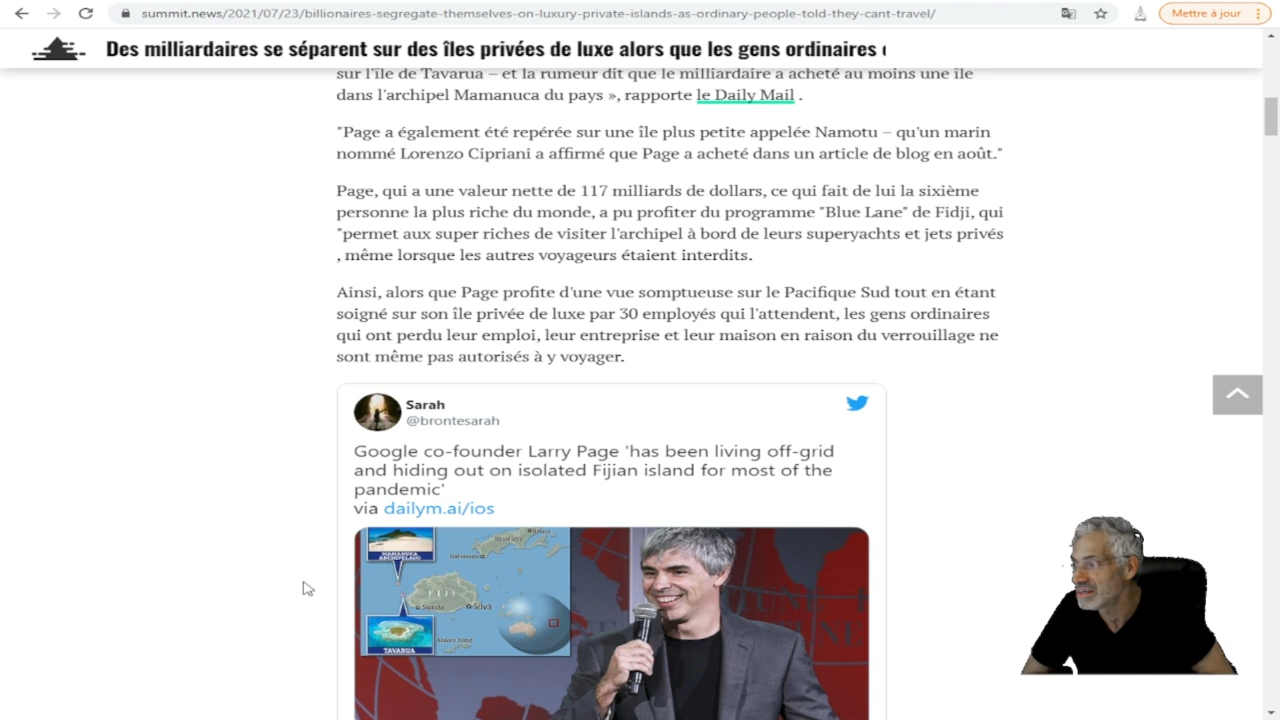 summit.news/2021/07/23/billionaires-segregate-themselves-on-luxury-private-islands-as-ordinary-people-told-they-cant-travel/
Mettre à jour
Des milliardaires se séparent sur des îles privées de luxe alors que les gens ordinaires
sur l'île de Tavarua – et la rumeur dit que le milliardaire a acheté au moins une île
dans l'archipel Mamanuca du pays », rapporte le Daily Mail .
"Page a également été repérée sur une île plus petite appelée Namotu – qu'un marin
nommé Lorenzo Cipriani a affirmé que Page a acheté dans un article de blog en août."
Page, qui a une valeur nette de 117 milliards de dollars, ce qui fait de lui la sixième
personne la plus riche du monde, a pu profiter du programme "Blue Lane" de Fidji, qui
"permet aux super riches de visiter l'archipel à bord de leurs superyachts et jets privés
, même lorsque les autres voyageurs étaient interdits.
Ainsi, alors que Page profite d'une vue somptueuse sur le Pacifique Sud tout en étant
soigné sur son île privée de luxe par 30 employés qui l'attendent, les gens ordinaires
qui ont perdu leur emploi, leur entreprise et leur maison en raison du verrouillage ne
sont même pas autorisés à y voyager.
Sarah
@brontesarah
Google co-founder Larry Page 'has been living off-grid
and hiding out on isolated Fijian island for most of the
pandemic'
via dailym.ai/ios
MAMANUCA
ARCHIPELAGO
FIJI
Suva
TAVARUA